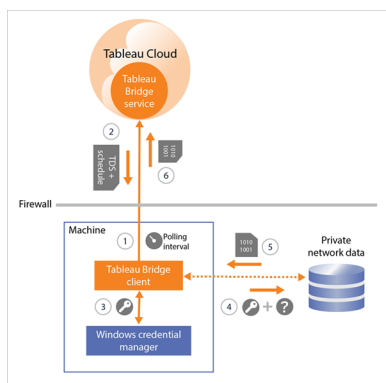 Tableau Cloud
Tableau
Bridge
service
2
TDS +
schedule
1010
1001
6
Firewall
Machine
1
Polling
interval
1010
1001
5
Private
network data
Tableau Bridge
client
3
4
+
?
Windows credential
manager